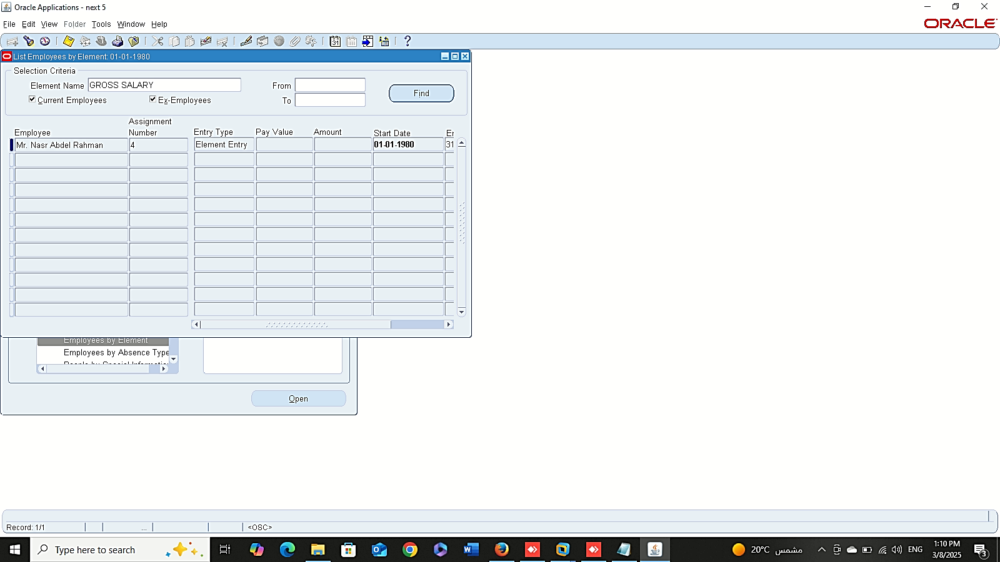 Oracle Applications - next 5
File Edit View Folder Tools Window Help
ORACLE
List Employees by Element: 01-01-1980
Selection Criteria
Element Name GROSS SALARY From
Find
Current Employees Ex-Employees To
Assignment
Employee Number Entry Type Pay Value Amount Start Date
Mr. Nasr Abdel Rahman 4 Element Entry 01-01-1980 31
Employees by Element
Employees by Absence Type
Open
Record: 1/1 ... <OSC>
Type here to search
20°C مشمس ENG
1:10 PM
3/8/2025
3